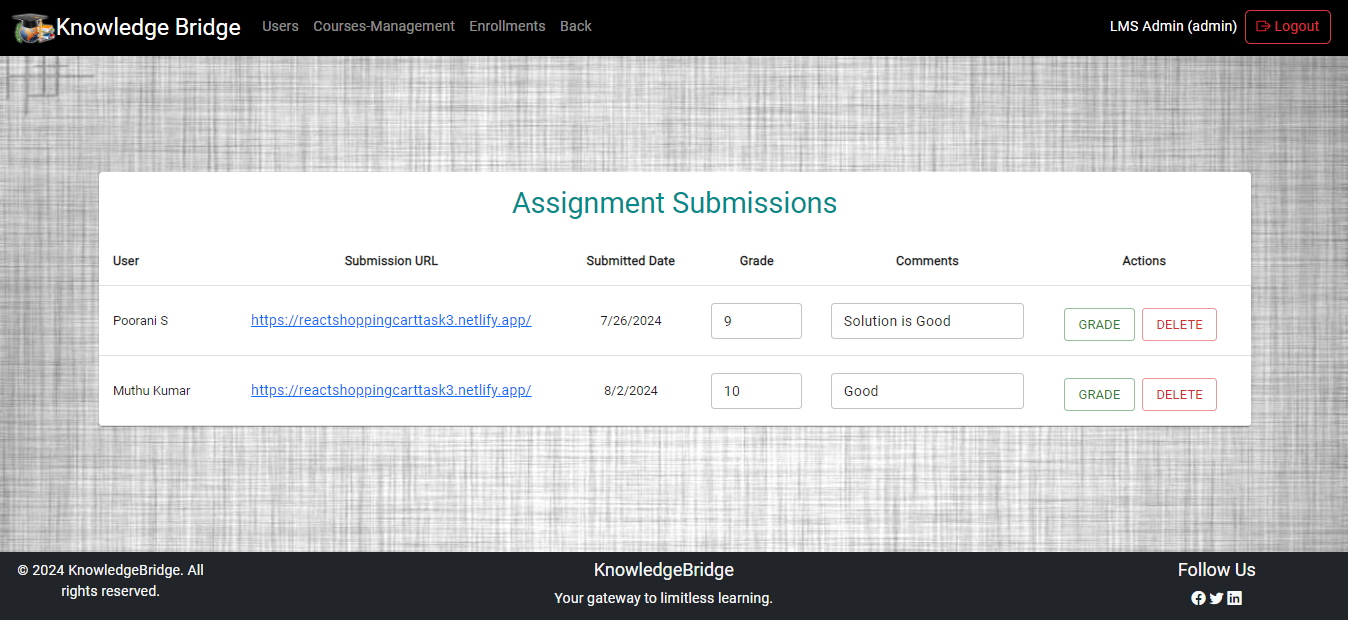 Knowledge Bridge Users Courses-Management Enrollments Back LMS Admin (admin) Logout
Assignment Submissions
User Submission URL Submitted Date Grade Comments Actions
Poorani S https://reactshoppingcarttask3.netlify.app/ 7/26/2024 9 Solution is Good GRADE DELETE
Muthu Kumar https://reactshoppingcarttask3.netlify.app/ 8/2/2024 10 Good GRADE DELETE
© 2024 KnowledgeBridge. All
rights reserved.
KnowledgeBridge
Your gateway to limitless learning.
Follow Us